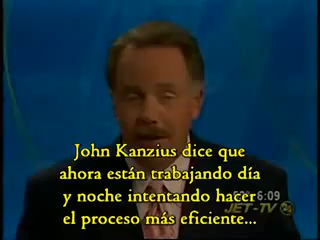 John Kanzius dice que
ahora están trabajando día
y noche intentando hacer
el proceso más eficiente...
6:09
JET-TV